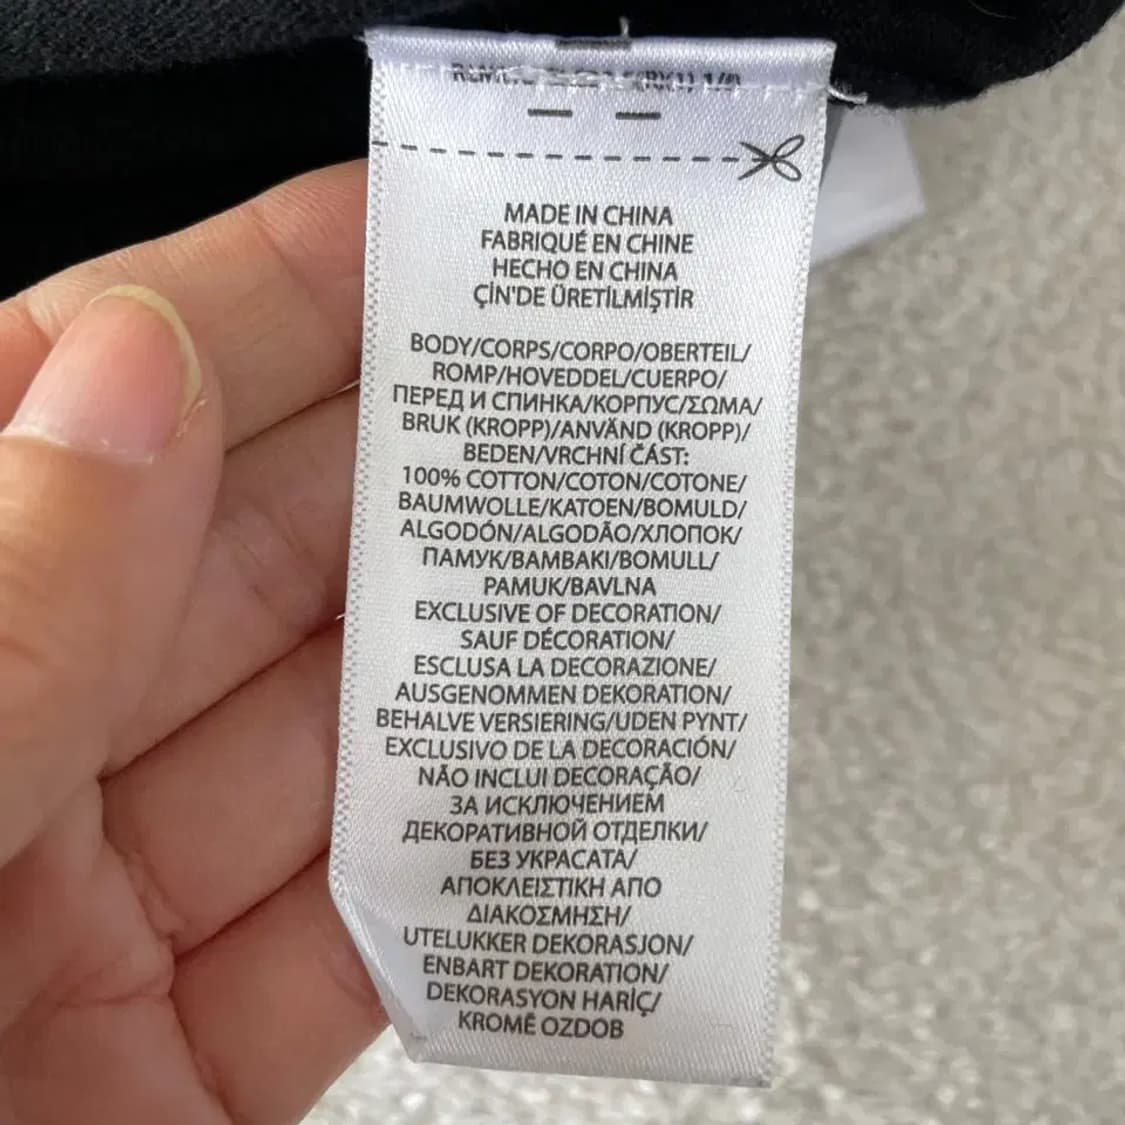 MADE IN CHINA
FABRIQUÉ EN CHINE
HECHO EN CHINA
ÇİN'DE ÜRETİLMİŞTİR
BODY/CORPS/CORPO/OBERTEIL/
ROMP/HOVEDDEL/CUERPO/
ПЕРЕД И СПИНКА/КОРПУС/ΣΩΜΑ/
BRUK (KROPP)/ANVÄND (KROPP)/
BEDEN/VRCHNÍ ČÁST:
100% COTTON/COTON/COTONE/
BAUMWOLLE/KATOEN/BOMULD/
ALGODÓN/ALGODÃO/ХЛОПОК/
ПАМУК/ΒΑΜΒΑΚΙ/BOMULL/
PAMUK/BAVLNA
EXCLUSIVE OF DECORATION/
SAUF DÉCORATION/
ESCLUSA LA DECORAZIONE/
AUSGENOMMEN DEKORATION/
BEHALVE VERSIERING/UDEN PYNT/
EXCLUSIVO DE LA DECORACIÓN/
NÃO INCLUI DECORAÇÃO/
ЗА ИСКЛЮЧЕНИЕМ
ДЕКОРАТИВНОЙ ОТДЕЛКИ/
БЕЗ УКРАСАТА/
ΑΠΟΚΛΕΙΣΤΙΚΗ ΑΠΟ
ΔΙΑΚΟΣΜΗΣΗ/
UTELUKKER DEKORASJON/
ENBART DEKORATION/
DEKORASYON HARİÇ/
KROMĚ OZDOB